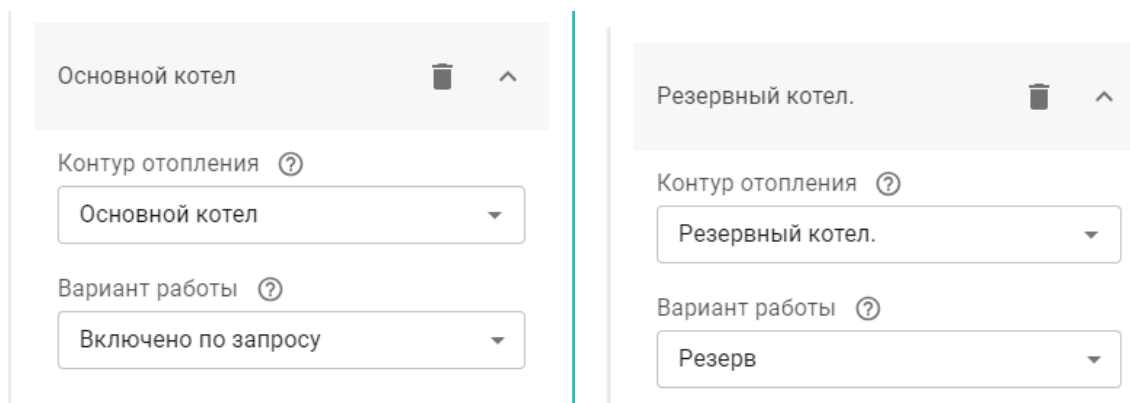 Основной котел
Контур отопления
Основной котел
Вариант работы
Включено по запросу
Резервный котел.
Контур отопления
Резервный котел.
Вариант работы
Резерв